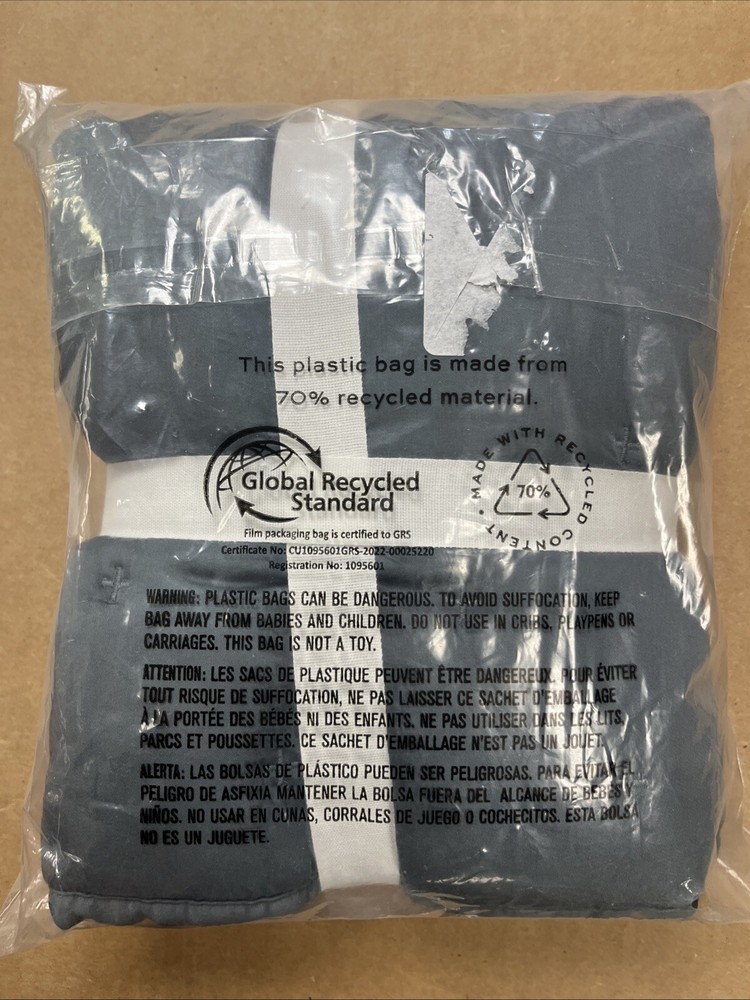 This plastic bag is made from
70% recycled material.
Global Recycled
Standard
Film packaging bag is certified to GRS
Certificate No: CU1095601GRS-2022-00025220
Registration No: 1095601
MADE WITH RECYCLED CONTENT •
70%
WARNING: PLASTIC BAGS CAN BE DANGEROUS. TO AVOID SUFFOCATION, KEEP
BAG AWAY FROM BABIES AND CHILDREN. DO NOT USE IN CRIBS, PLAYPENS OR
CARRIAGES. THIS BAG IS NOT A TOY.
ATTENTION: LES SACS DE PLASTIQUE PEUVENT ÊTRE DANGEREUX. POUR ÉVITER
TOUT RISQUE DE SUFFOCATION, NE PAS LAISSER CE SACHET D'EMBALLAGE
À LA PORTÉE DES BÉBÉS NI DES ENFANTS. NE PAS UTILISER DANS LES LITS,
PARCS ET POUSSETTES. CE SACHET D'EMBALLAGE N'EST PAS UN JOUET.
ALERTA: LAS BOLSAS DE PLÁSTICO PUEDEN SER PELIGROSAS. PARA EVITAR EL
PELIGRO DE ASFIXIA MANTENER LA BOLSA FUERA DEL ALCANCE DE BEBÉS Y
NIÑOS. NO USAR EN CUNAS, CORRALES DE JUEGO O COCHECITOS. ESTA BOLSA
NO ES UN JUGUETE.